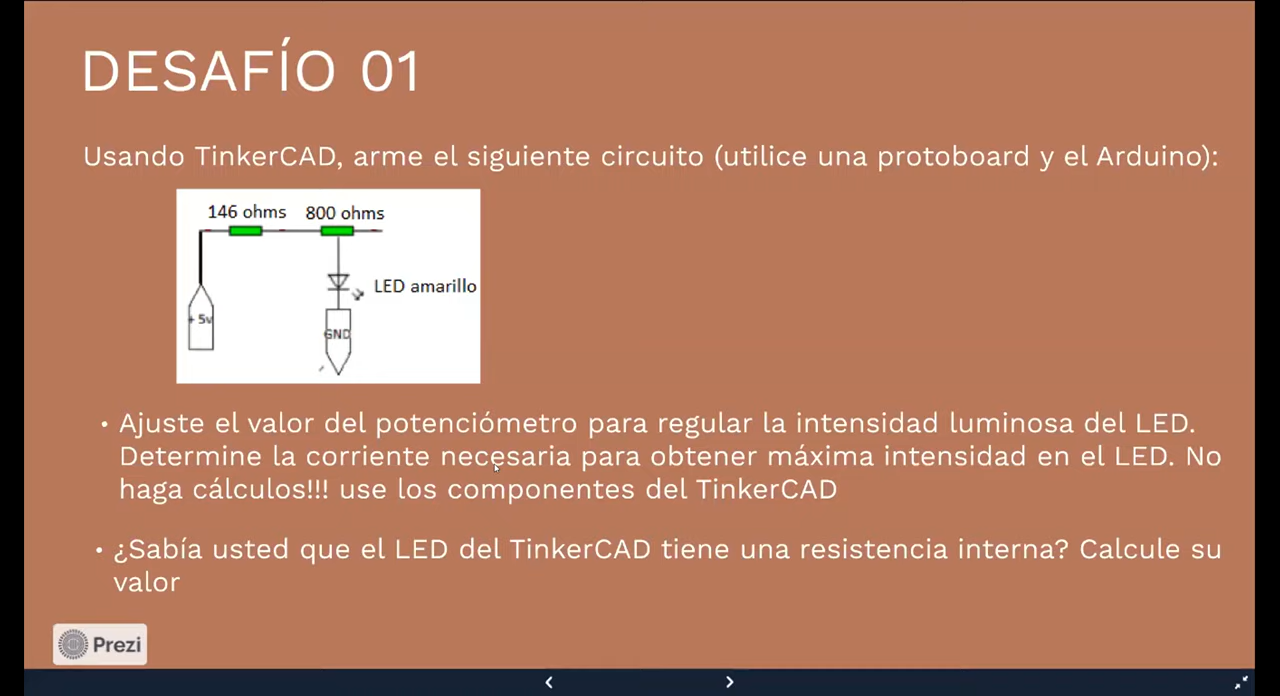 DESAFÍO 01
Usando TinkerCAD, arme el siguiente circuito (utilice una protoboard y el Arduino):
146 ohms 800 ohms
LED amarillo
+ 5v
GND
• Ajuste el valor del potenciómetro para regular la intensidad luminosa del LED.
Determine la corriente necesaria para obtener máxima intensidad en el LED. No
haga cálculos!!! use los componentes del TinkerCAD
• ¿Sabía usted que el LED del TinkerCAD tiene una resistencia interna? Calcule su
valor
Prezi